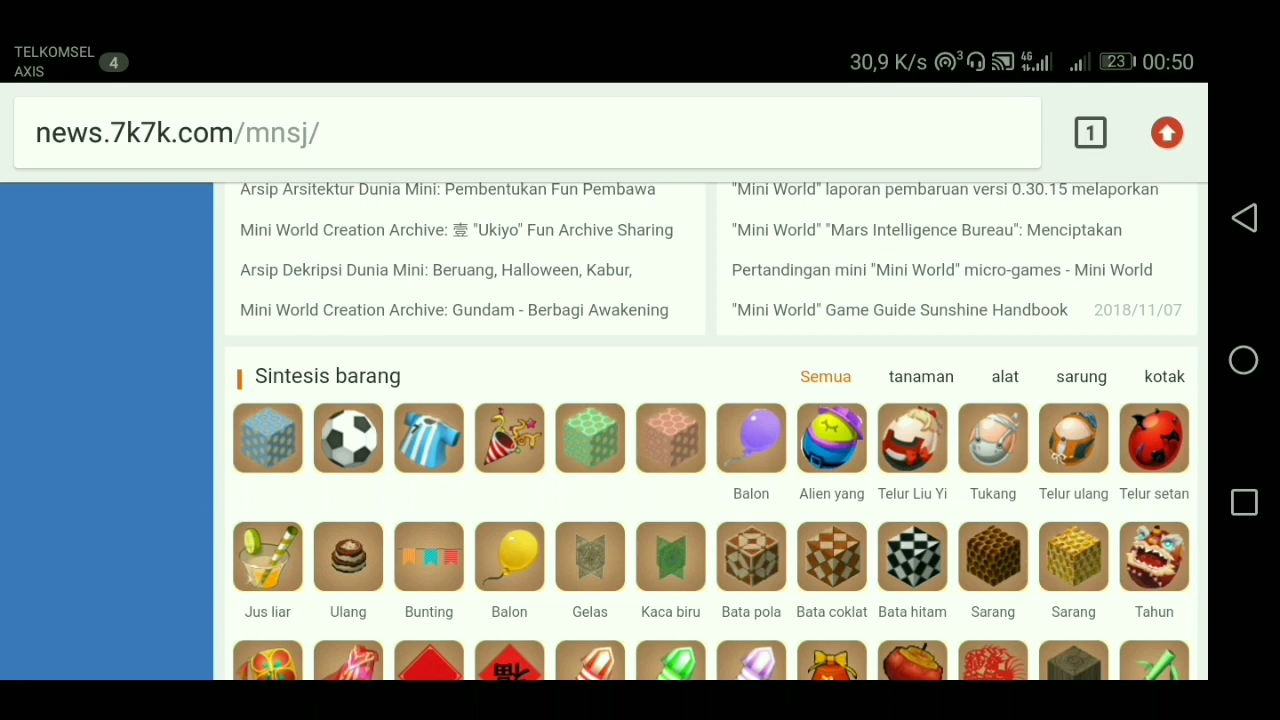 TELKOMSEL
AXIS
4
30,9 K/s 3 4G 23 00:50
news.7k7k.com/mnsj/
1
Arsip Arsitektur Dunia Mini: Pembentukan Fun Pembawa
Mini World Creation Archive: 壹 "Ukiyo" Fun Archive Sharing
Arsip Dekripsi Dunia Mini: Beruang, Halloween, Kabur,
Mini World Creation Archive: Gundam - Berbagi Awakening
"Mini World" laporan pembaruan versi 0.30.15 melaporkan
"Mini World" "Mars Intelligence Bureau": Menciptakan
Pertandingan mini "Mini World" micro-games - Mini World
"Mini World" Game Guide Sunshine Handbook 2018/11/07
Sintesis barang
Semua tanaman alat sarung kotak
Balon Alien yang Telur Liu Yi Tukang Telur ulang Telur setan
Jus liar Ulang Bunting Balon Gelas Kaca biru Bata pola Bata coklat Bata hitam Sarang Sarang Tahun